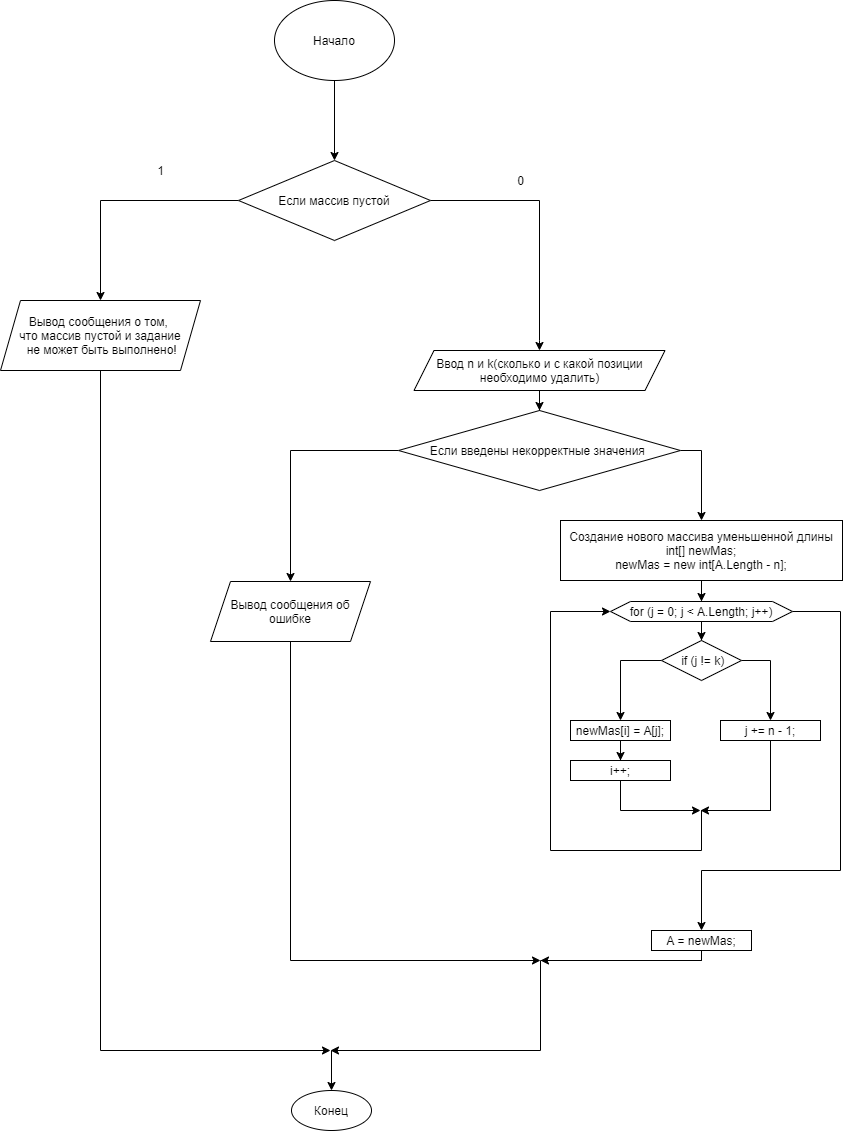 Начало
1
0
Если массив пустой
Вывод сообщения о том,
что массив пустой и задание
не может быть выполнено!
Ввод n и k(сколько и с какой позиции
необходимо удалить)
Если введены некорректные значения
Создание нового массива уменьшенной длины
int[] newMas;
newMas = new int[A.Length - n];
Вывод сообщения об
ошибке
for (j = 0; j < A.Length; j++)
if (j != k)
newMas[i] = A[j];
j += n - 1;
i++;
A = newMas;
Конец